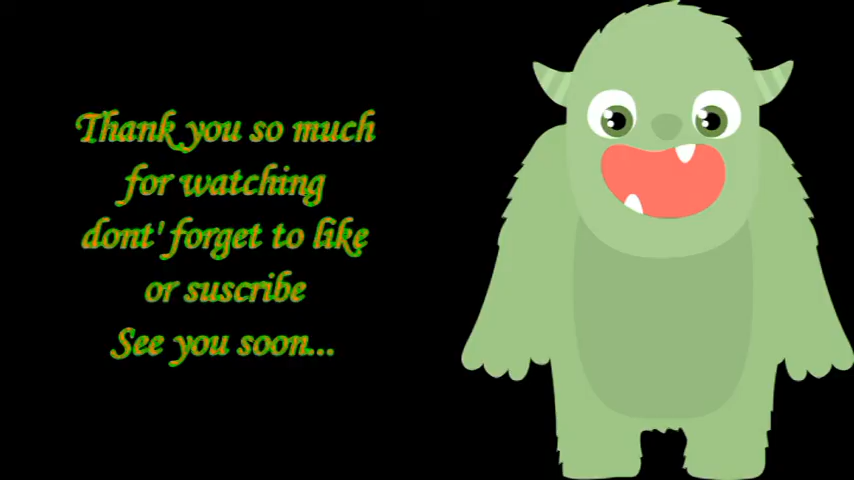 Thank you so much
for watching
dont' forget to like
or suscribe
See you soon...